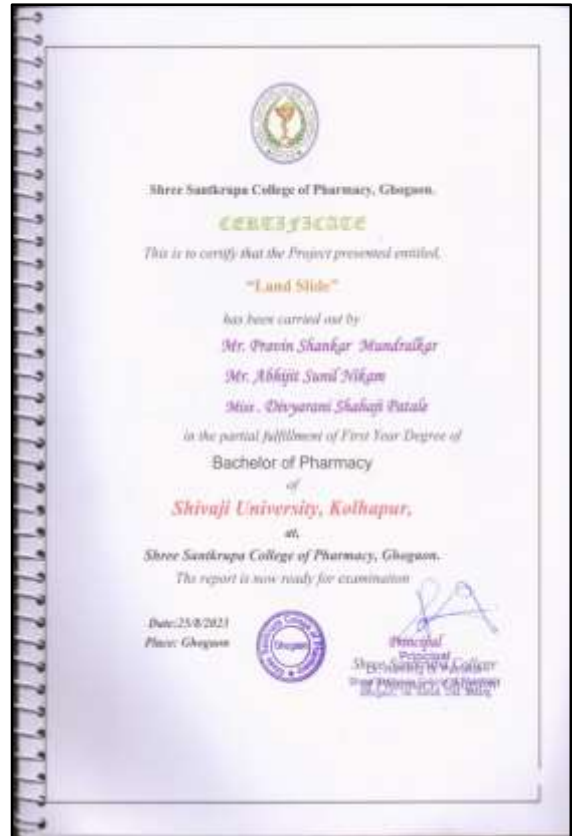 Shree Santkrupa College of Pharmacy, Ghogaon.
CERTIFICATE
This is to certify that the Project presented entitled,
"Land Slide"
has been carried out by
Mr. Pravin Shankar Mundralkar
Mr. Abhijit Sunil Nikam
Miss . Divyarani Shahaji Patale
in the partial fulfillment of First Year Degree of
Bachelor of Pharmacy
of
Shivaji University, Kolhapur,
at,
Shree Santkrupa College of Pharmacy, Ghogaon.
The report is now ready for examination
Date:25/8/2023
Place: Ghogaon
Ghogaon
Principal
Principal